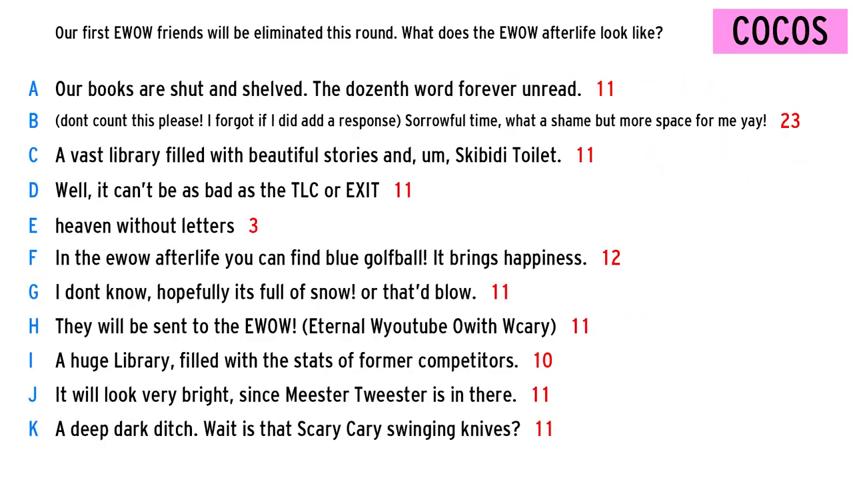 Our first EWOW friends will be eliminated this round. What does the EWOW afterlife look like?
COCOS
A Our books are shut and shelved. The dozenth word forever unread. 11
B (dont count this please! I forgot if I did add a response) Sorrowful time, what a shame but more space for me yay! 23
C A vast library filled with beautiful stories and, um, Skibidi Toilet. 11
D Well, it can't be as bad as the TLC or EXIT 11
E heaven without letters 3
F In the ewow afterlife you can find blue golfball! It brings happiness. 12
G I dont know, hopefully its full of snow! or that'd blow. 11
H They will be sent to the EWOW! (Eternal Wyoutube Owith Wcary) 11
I A huge Library, filled with the stats of former competitors. 10
J It will look very bright, since Meester Tweester is in there. 11
K A deep dark ditch. Wait is that Scary Cary swinging knives? 11